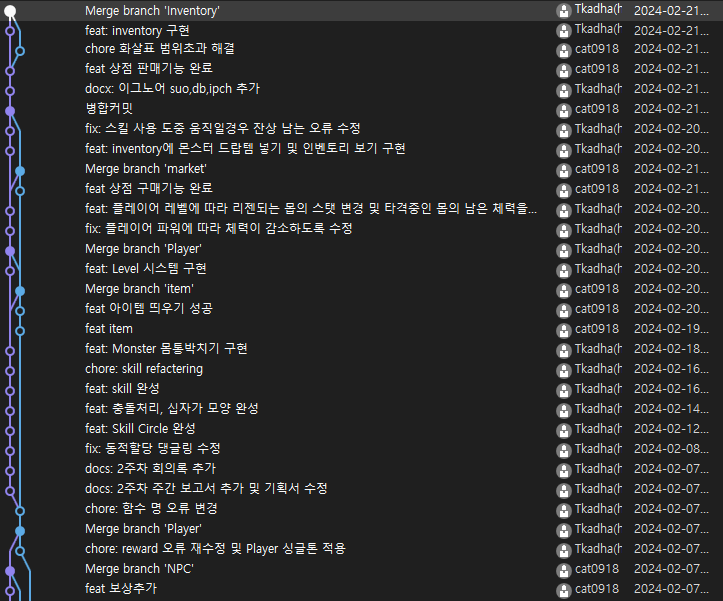 Merge branch 'Inventory' Tkadha(h 2024-02-21...
feat: inventory 구현 Tkadha(h 2024-02-21...
chore 화살표 범위초과 해결 cat0918 2024-02-21...
feat 상점 판매기능 완료 cat0918 2024-02-21...
docx: 이그노어 suo,db,ipch 추가 Tkadha(h 2024-02-21...
병합커밋 cat0918 2024-02-21...
fix: 스킬 사용 도중 움직일경우 잔상 남는 오류 수정 Tkadha(h 2024-02-20...
feat: inventory에 몬스터 드랍템 넣기 및 인벤토리 보기 구현 Tkadha(h 2024-02-20...
Merge branch 'market' cat0918 2024-02-21...
feat 상점 구매기능 완료 cat0918 2024-02-21...
feat: 플레이어 레벨에 따라 리젠되는 몹의 스탯 변경 및 타격중인 몹의 남은 체력을... Tkadha(h 2024-02-20...
fix: 플레이어 파워에 따라 체력이 감소하도록 수정 Tkadha(h 2024-02-20...
Merge branch 'Player' Tkadha(h 2024-02-20...
feat: Level 시스템 구현 Tkadha(h 2024-02-20...
Merge branch 'item' cat0918 2024-02-20...
feat 아이템 띄우기 성공 cat0918 2024-02-20...
feat item cat0918 2024-02-19...
feat: Monster 몸통박치기 구현 Tkadha(h 2024-02-18...
chore: skill refactering Tkadha(h 2024-02-16...
feat: skill 완성 Tkadha(h 2024-02-16...
feat: 충돌처리, 십자가 모양 완성 Tkadha(h 2024-02-14...
feat: Skill Circle 완성 Tkadha(h 2024-02-12...
fix: 동적할당 댕글링 수정 Tkadha(h 2024-02-08...
docs: 2주차 회의록 추가 Tkadha(h 2024-02-07...
docs: 2주차 주간 보고서 추가 및 기획서 수정 Tkadha(h 2024-02-07...
chore: 함수 명 오류 변경 Tkadha(h 2024-02-07...
Merge branch 'Player' Tkadha(h 2024-02-07...
chore: reward 오류 재수정 및 Player 싱글톤 적용 Tkadha(h 2024-02-07...
Merge branch 'NPC' cat0918 2024-02-07...
feat 보상추가 cat0918 2024-02-07...